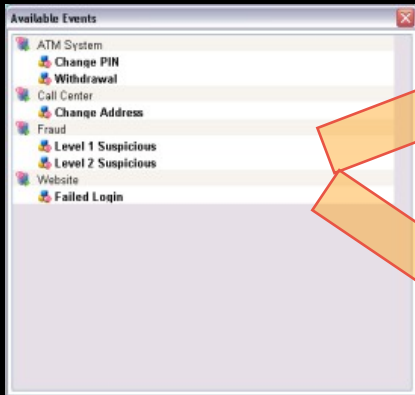 Available Events
ATM System
Change PIN
Withdrawal
Call Center
Change Address
Fraud
Level 1 Suspicious
Level 2 Suspicious
Website
Failed Login